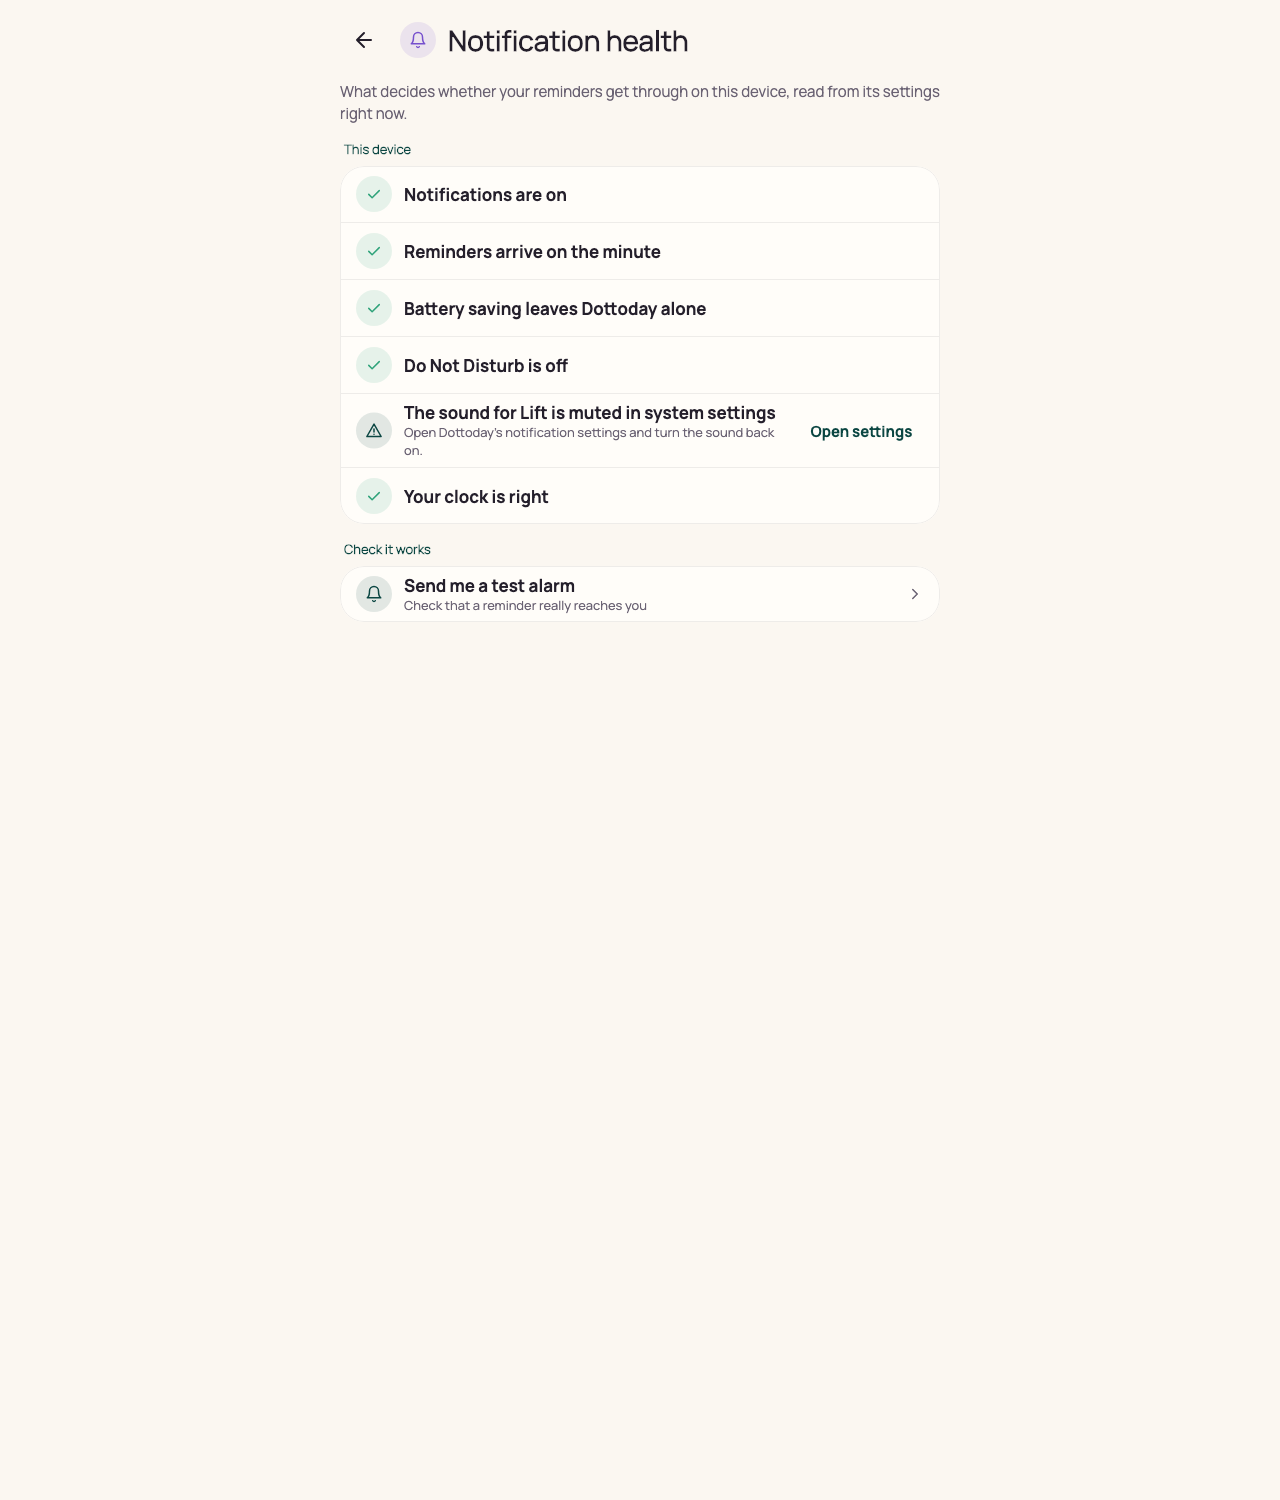 Notification health
What decides whether your reminders get through on this device, read from its settings
right now.
This device
Notifications are on
Reminders arrive on the minute
Battery saving leaves Dottoday alone
Do Not Disturb is off
The sound for Lift is muted in system settings
Open Dottoday's notification settings and turn the sound back
on.
Open settings
Your clock is right
Check it works
Send me a test alarm
Check that a reminder really reaches you